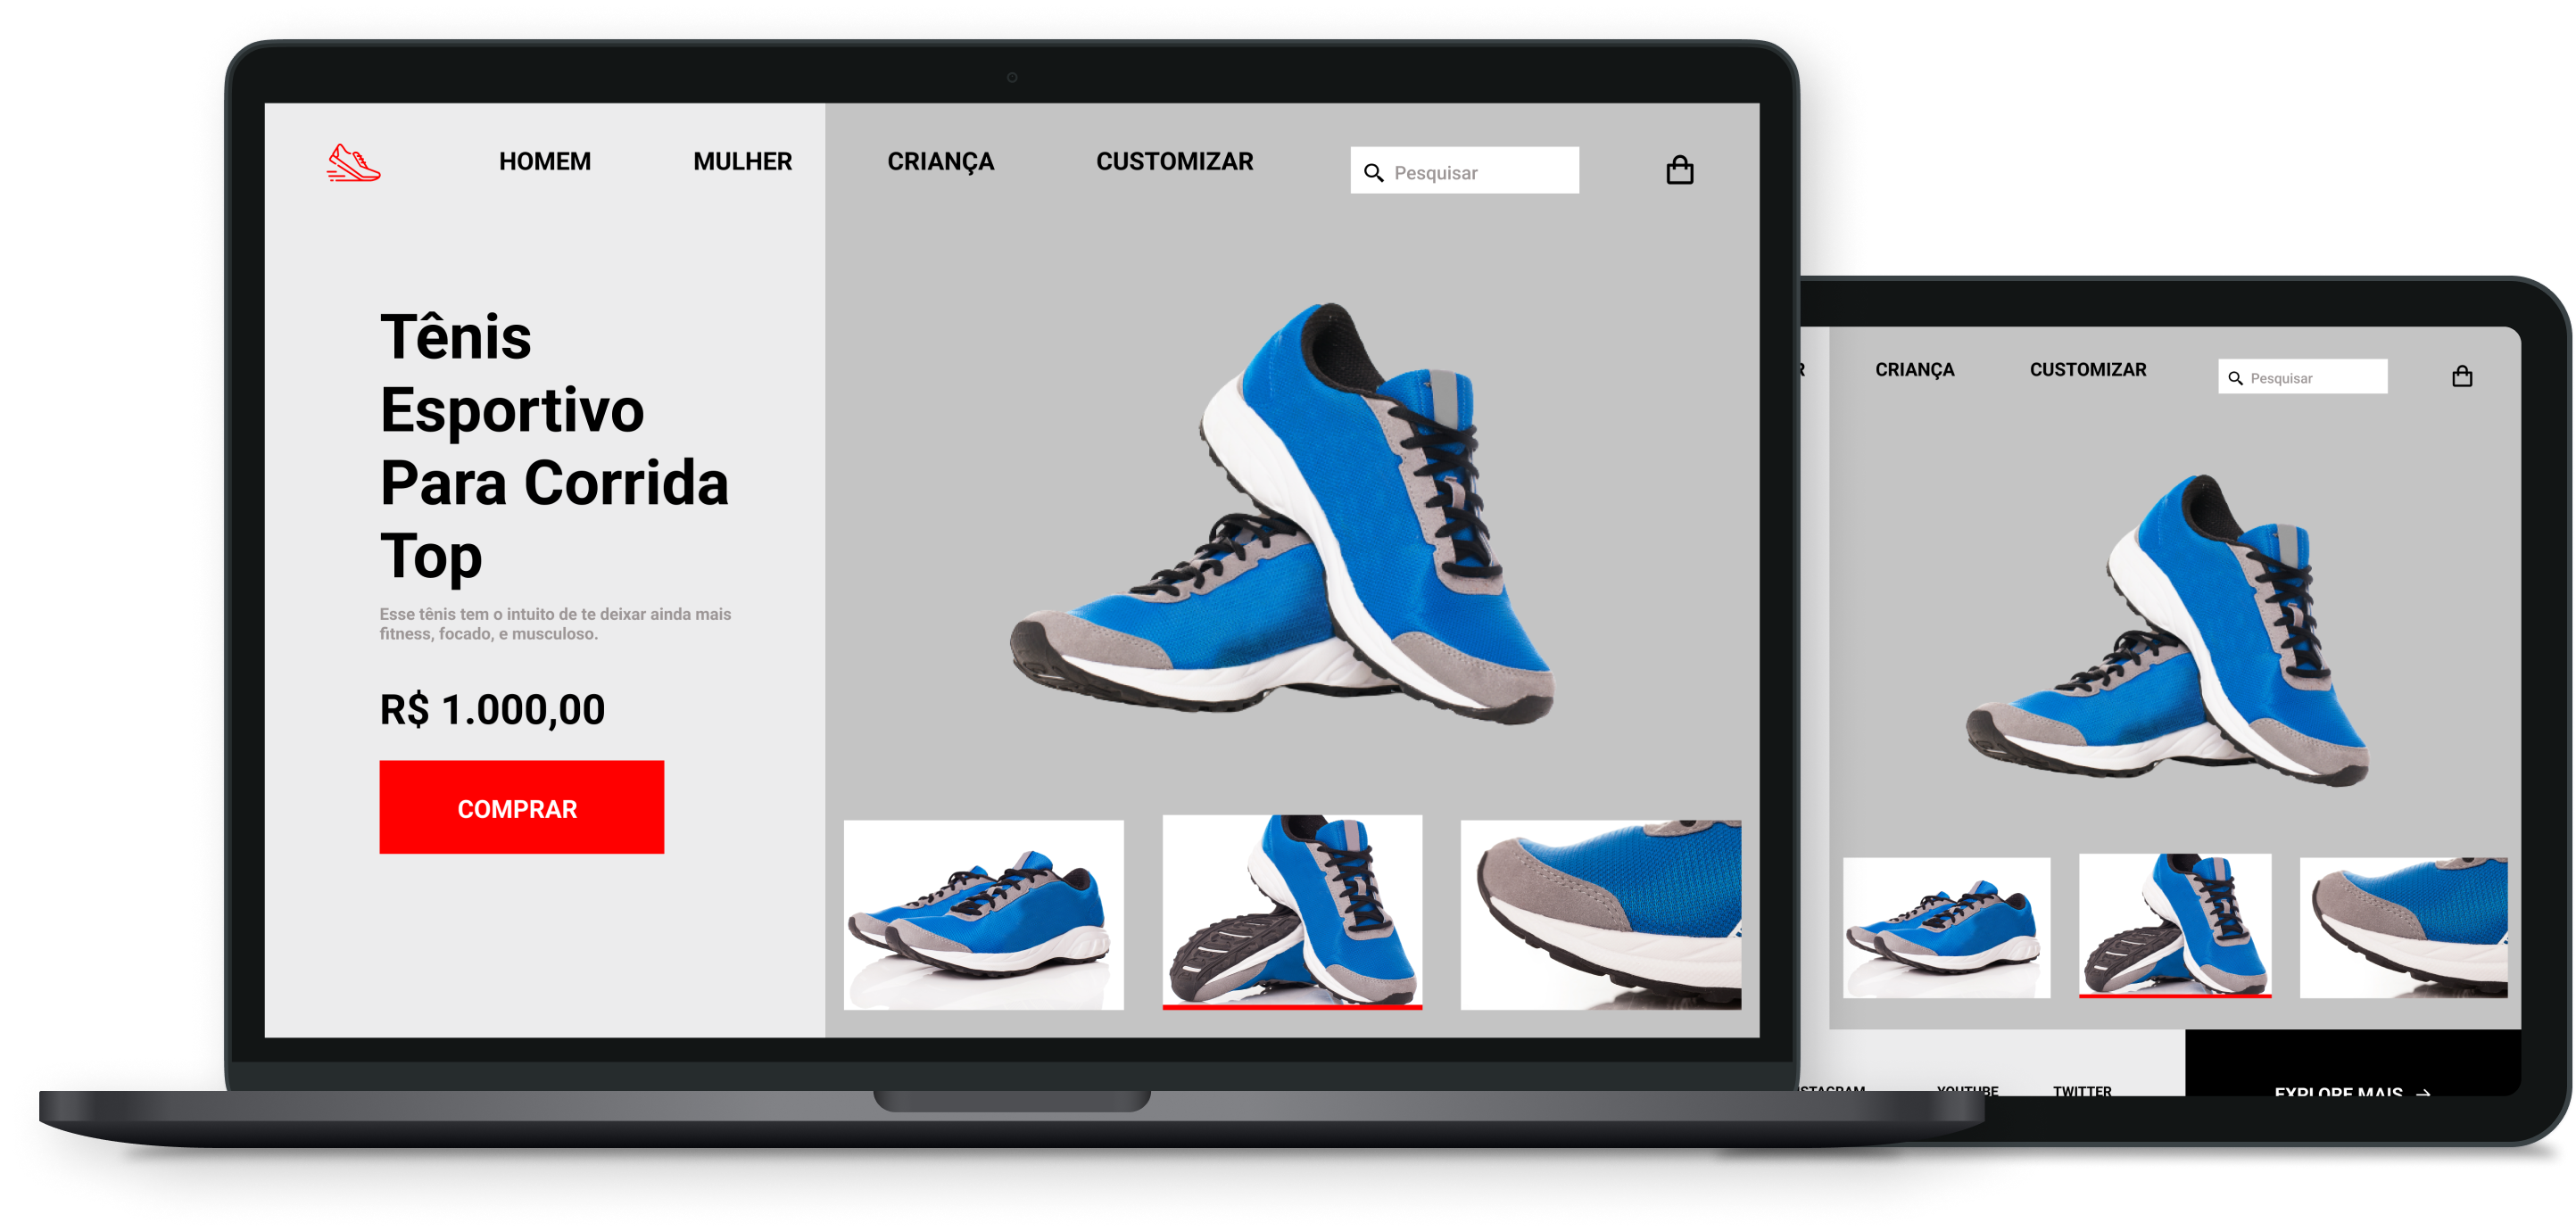 HOMEM MULHER CRIANÇA CUSTOMIZAR Pesquisar
Tênis
Esportivo
Para Corrida
Top
Esse tênis tem o intuito de te deixar ainda mais
fitness, focado, e musculoso.
R$ 1.000,00
COMPRAR
R CRIANÇA CUSTOMIZAR Pesquisar
STAGRAM YOUTUBE TWITTER EXPLORE MAIS →